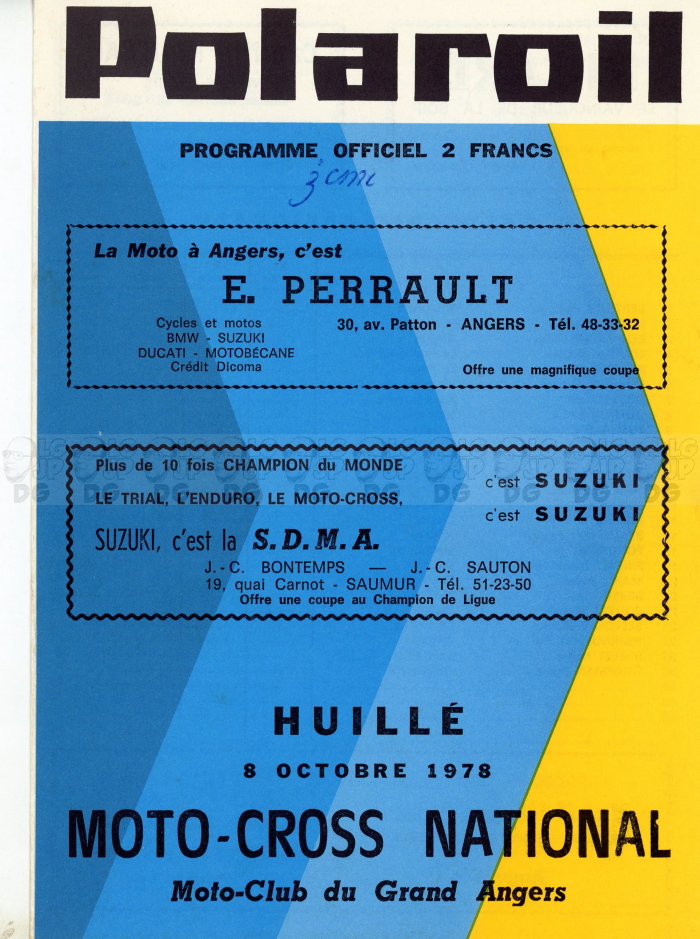 Polaroil
PROGRAMME OFFICIEL 2 FRANCS
La Moto à Angers, c'est
E. PERRAULT
Cycles et motos
BMW - SUZUKI
DUCATI - MOTOBÉCANE
Crédit Dicoma
30, av. Patton - ANGERS - Tél. 48-33-32
Offre une magnifique coupe
Plus de 10 fois CHAMPION du MONDE
c'est SUZUKI
LE TRIAL, L'ENDURO, LE MOTO-CROSS,
c'est SUZUKI
SUZUKI, c'est la S.D.M.A.
J.-C. BONTEMPS — J.-C. SAUTON
19, quai Carnot - SAUMUR - Tél. 51-23-50
Offre une coupe au Champion de Ligue
HUILLÉ
8 OCTOBRE 1978
MOTO-CROSS NATIONAL
Moto-Club du Grand Angers